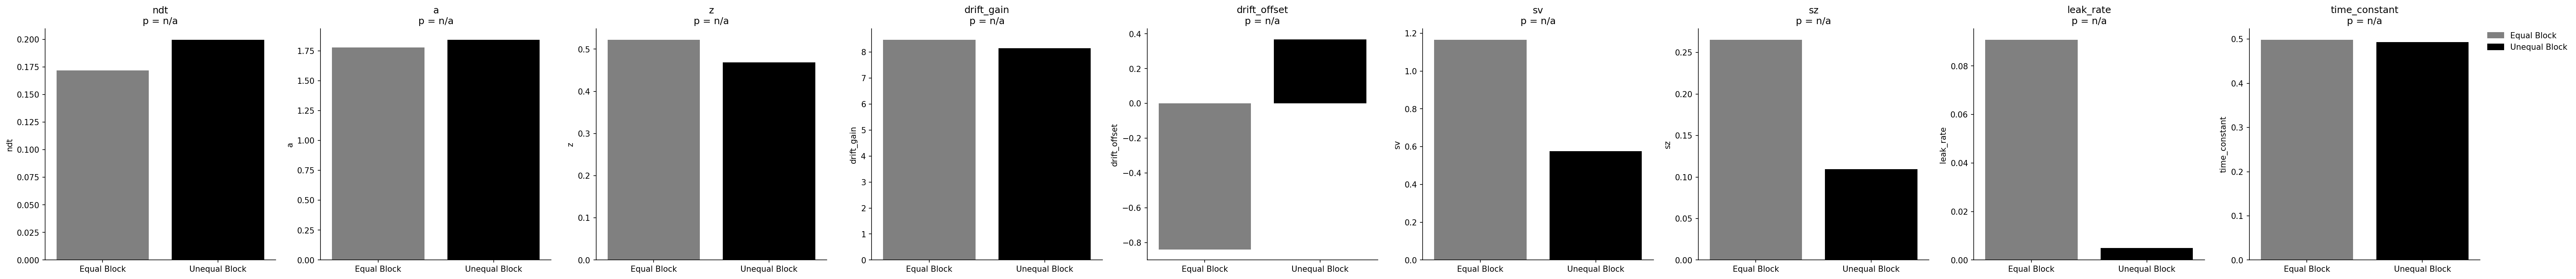 ndt
p = n/a
0.200
0.175
0.150
0.125
0.100
0.075
0.050
0.025
0.000
ndt
Equal Block
Unequal Block
a
p = n/a
1.75
1.50
1.25
1.00
0.75
0.50
0.25
0.00
a
Equal Block
Unequal Block
z
p = n/a
0.5
0.4
0.3
0.2
0.1
0.0
z
Equal Block
Unequal Block
drift_gain
p = n/a
8
7
6
5
4
3
2
1
0
drift_gain
Equal Block
Unequal Block
drift_offset
p = n/a
0.4
0.2
0.0
−0.2
−0.4
−0.6
−0.8
drift_offset
Equal Block
Unequal Block
sv
p = n/a
1.2
1.0
0.8
0.6
0.4
0.2
0.0
sv
Equal Block
Unequal Block
sz
p = n/a
0.25
0.20
0.15
0.10
0.05
0.00
sz
Equal Block
Unequal Block
leak_rate
p = n/a
0.08
0.06
0.04
0.02
0.00
leak_rate
Equal Block
Unequal Block
time_constant
p = n/a
0.5
0.4
0.3
0.2
0.1
0.0
time_constant
Equal Block
Unequal Block
Equal Block
Unequal Block